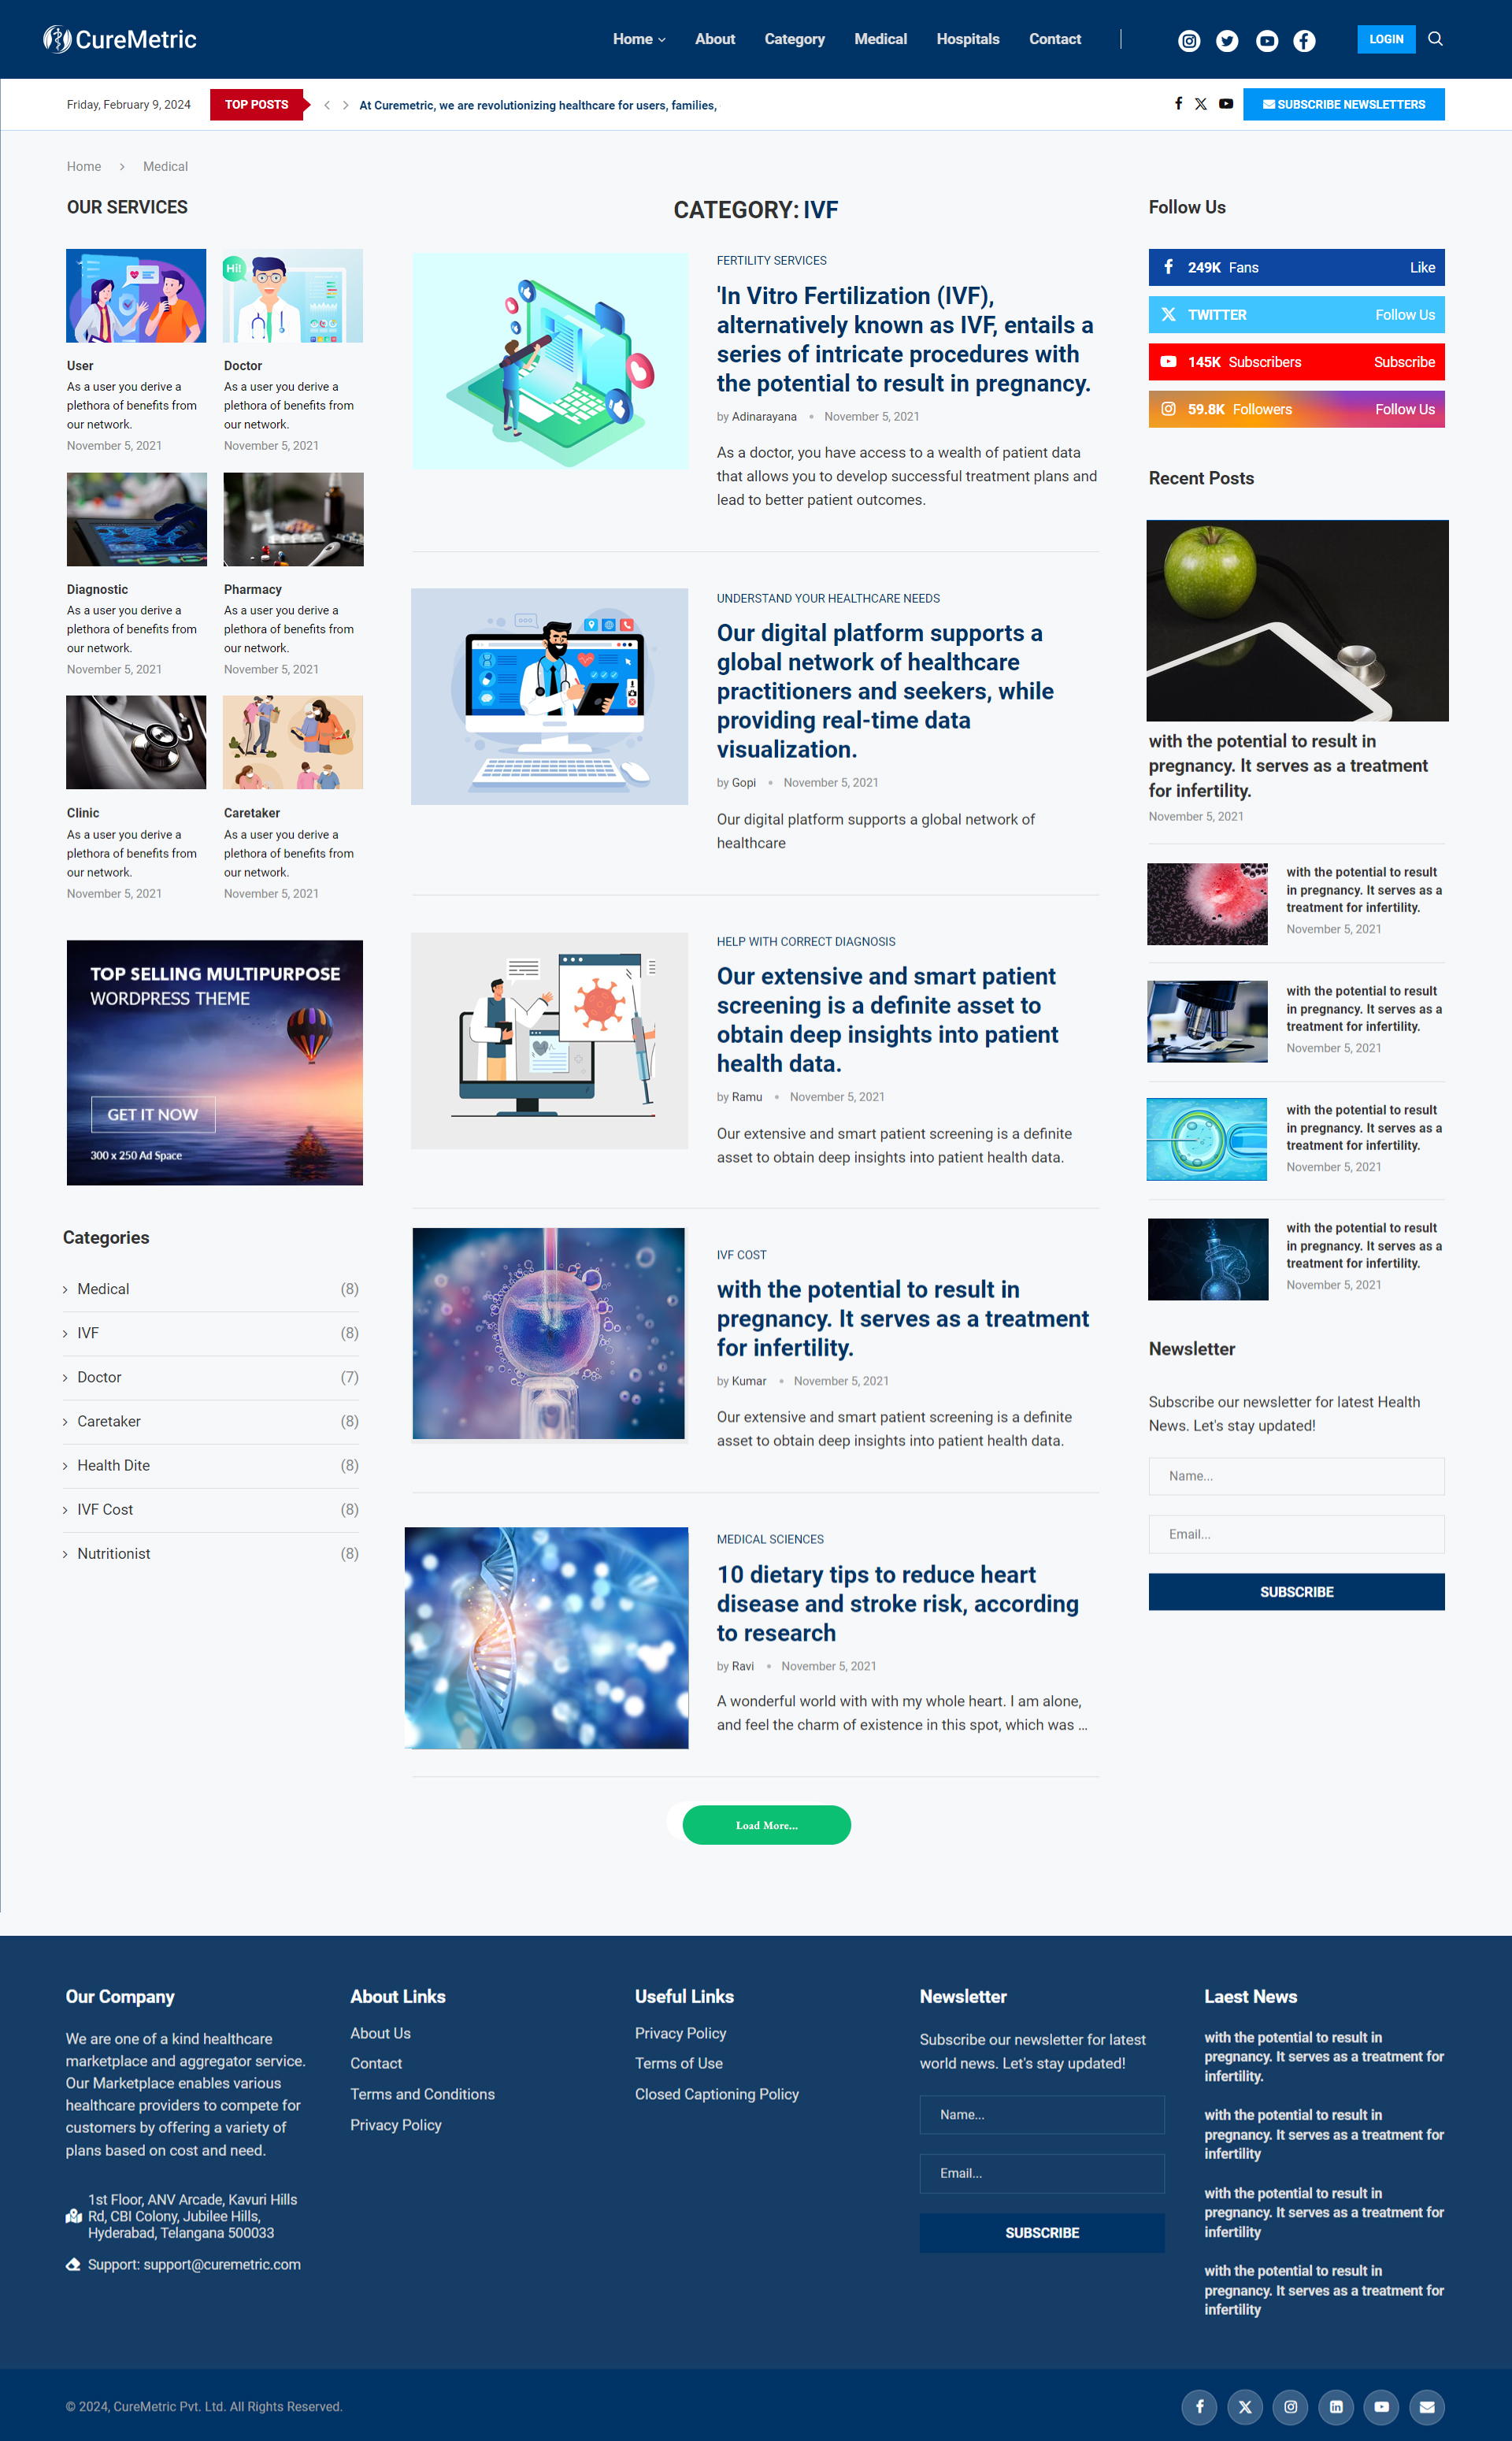 CureMetric
Home
About
Category
Medical
Hospitals
Contact
LOGIN
Friday, February 9, 2024
TOP POSTS
At Curemetric, we are revolutionizing healthcare for users, families,
SUBSCRIBE NEWSLETTERS
Home > Medical
OUR SERVICES
Hi!
User
As a user you derive a
plethora of benefits from
our network.
November 5, 2021
Doctor
As a user you derive a
plethora of benefits from
our network.
November 5, 2021
Diagnostic
As a user you derive a
plethora of benefits from
our network.
November 5, 2021
Pharmacy
As a user you derive a
plethora of benefits from
our network.
November 5, 2021
Clinic
As a user you derive a
plethora of benefits from
our network.
November 5, 2021
Caretaker
As a user you derive a
plethora of benefits from
our network.
November 5, 2021
TOP SELLING MULTIPURPOSE
WORDPRESS THEME
GET IT NOW
300 x 250 Ad Space
Categories
Medical (8)
IVF (8)
Doctor (7)
Caretaker (8)
Health Dite (8)
IVF Cost (8)
Nutritionist (8)
CATEGORY: IVF
FERTILITY SERVICES
'In Vitro Fertilization (IVF),
alternatively known as IVF, entails a
series of intricate procedures with
the potential to result in pregnancy.
by Adinarayana • November 5, 2021
As a doctor, you have access to a wealth of patient data
that allows you to develop successful treatment plans and
lead to better patient outcomes.
UNDERSTAND YOUR HEALTHCARE NEEDS
Our digital platform supports a
global network of healthcare
practitioners and seekers, while
providing real-time data
visualization.
by Gopi • November 5, 2021
Our digital platform supports a global network of
healthcare
HELP WITH CORRECT DIAGNOSIS
Our extensive and smart patient
screening is a definite asset to
obtain deep insights into patient
health data.
by Ramu • November 5, 2021
Our extensive and smart patient screening is a definite
asset to obtain deep insights into patient health data.
IVF COST
with the potential to result in
pregnancy. It serves as a treatment
for infertility.
by Kumar • November 5, 2021
Our extensive and smart patient screening is a definite
asset to obtain deep insights into patient health data.
MEDICAL SCIENCES
10 dietary tips to reduce heart
disease and stroke risk, according
to research
by Ravi • November 5, 2021
A wonderful world with with my whole heart. I am alone,
and feel the charm of existence in this spot, which was ...
Load More...
Follow Us
249K Fans Like
TWITTER Follow Us
145K Subscribers Subscribe
59.8K Followers Follow Us
Recent Posts
with the potential to result in
pregnancy. It serves as a treatment
for infertility.
November 5, 2021
with the potential to result
in pregnancy. It serves as a
treatment for infertility.
November 5, 2021
with the potential to result
in pregnancy. It serves as a
treatment for infertility.
November 5, 2021
with the potential to result
in pregnancy. It serves as a
treatment for infertility.
November 5, 2021
with the potential to result
in pregnancy. It serves as a
treatment for infertility.
November 5, 2021
Newsletter
Subscribe our newsletter for latest Health
News. Let's stay updated!
Name...
Email...
SUBSCRIBE
Our Company
We are one of a kind healthcare
marketplace and aggregator service.
Our Marketplace enables various
healthcare providers to compete for
customers by offering a variety of
plans based on cost and need.
1st Floor, ANV Arcade, Kavuri Hills
Rd, CBI Colony, Jubilee Hills,
Hyderabad, Telangana 500033
Support: support@curemetric.com
About Links
About Us
Contact
Terms and Conditions
Privacy Policy
Useful Links
Privacy Policy
Terms of Use
Closed Captioning Policy
Newsletter
Subscribe our newsletter for latest
world news. Let's stay updated!
Name...
Email...
SUBSCRIBE
Laest News
with the potential to result in
pregnancy. It serves as a treatment for
infertility.
with the potential to result in
pregnancy. It serves as a treatment for
infertility
with the potential to result in
pregnancy. It serves as a treatment for
infertility
with the potential to result in
pregnancy. It serves as a treatment for
infertility
© 2024, CureMetric Pvt. Ltd. All Rights Reserved.